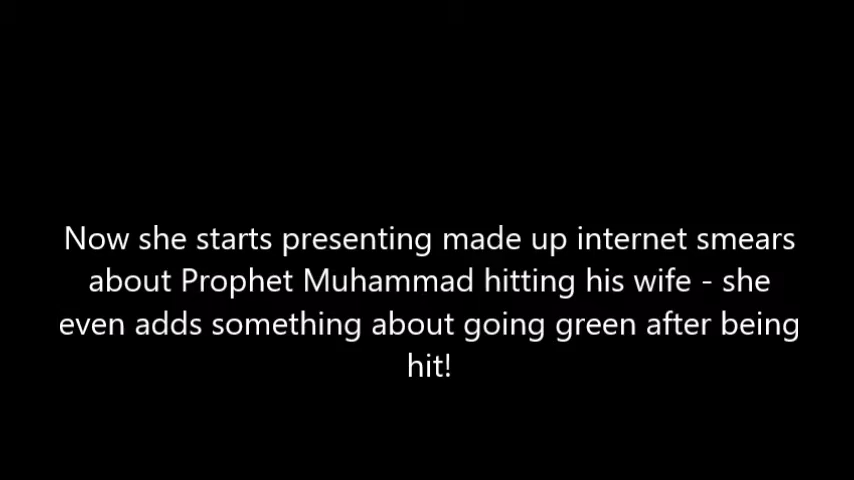 Now she starts presenting made up internet smears
about Prophet Muhammad hitting his wife - she
even adds something about going green after being
hit!